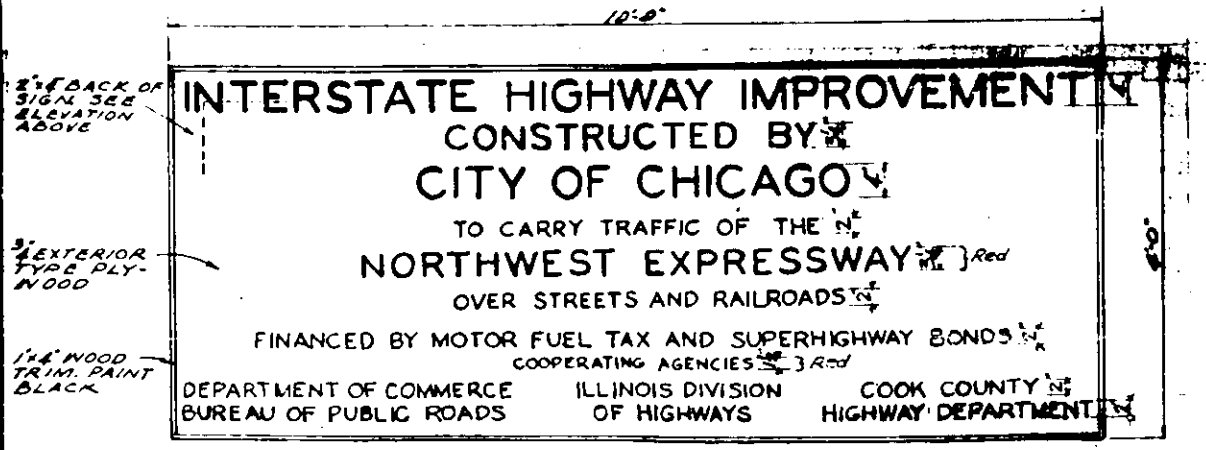 10'-0"
2"x4" BACK OF
SIGN. SEE
ELEVATION
ABOVE
INTERSTATE HIGHWAY IMPROVEMENT
CONSTRUCTED BY
CITY OF CHICAGO
TO CARRY TRAFFIC OF THE
EXTERIOR
TYPE PLY-
WOOD
NORTHWEST EXPRESSWAY }Red
OVER STREETS AND RAILROADS
FINANCED BY MOTOR FUEL TAX AND SUPERHIGHWAY BONDS
1"x4" WOOD
TRIM. PAINT
BLACK
COOPERATING AGENCIES }Red
DEPARTMENT OF COMMERCE ILLINOIS DIVISION COOK COUNTY
BUREAU OF PUBLIC ROADS OF HIGHWAYS HIGHWAY DEPARTMENT